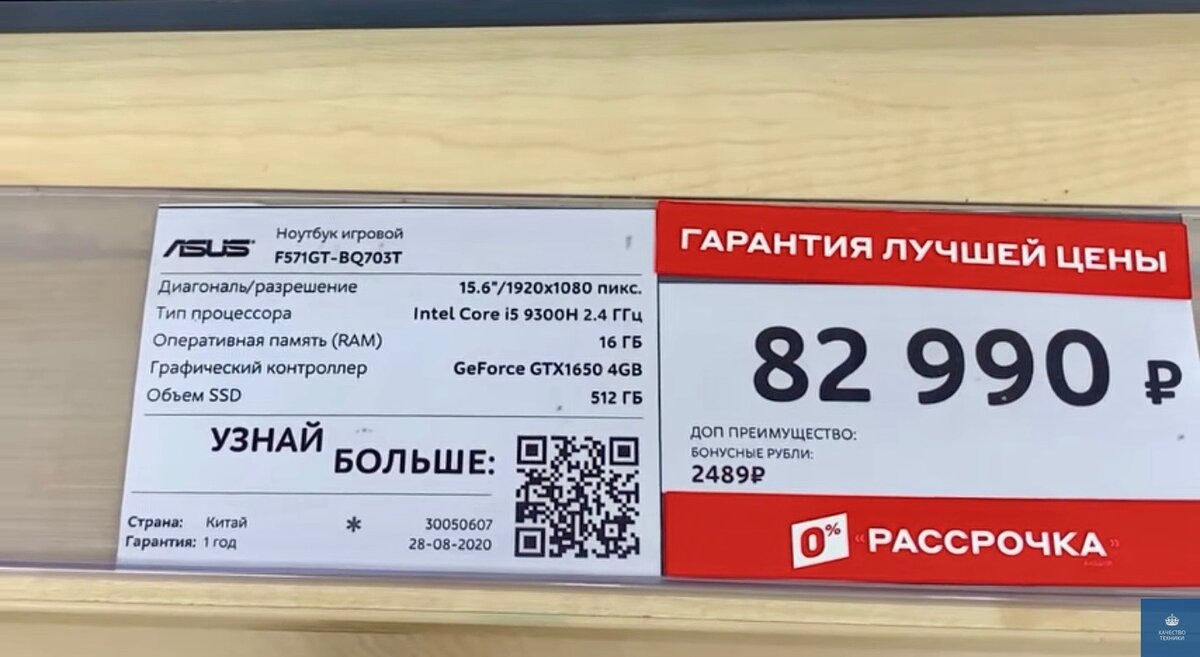 ASUS
Ноутбук игровой
F571GT-BQ703T
Диагональ/разрешение 15.6"/1920x1080 пикс.
Тип процессора Intel Core i5 9300H 2.4 ГГц
Оперативная память (RAM) 16 ГБ
Графический контроллер GeForce GTX1650 4GB
Объем SSD 512 ГБ
УЗНАЙ
БОЛЬШЕ:
Страна: Китай * 30050607
Гарантия: 1 год 28-08-2020
ГАРАНТИЯ ЛУЧШЕЙ ЦЕНЫ
82 990 ₽
ДОП ПРЕИМУЩЕСТВО:
БОНУСНЫЕ РУБЛИ:
2489₽
0% «РАССРОЧКА»
КАЧЕСТВО
ТЕХНИКИ